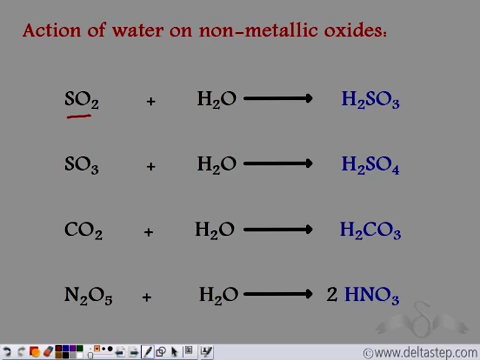 Action of water on non-metallic oxides:
SO₂ + H₂O ⟶ H₂SO₃
SO₃ + H₂O ⟶ H₂SO₄
CO₂ + H₂O ⟶ H₂CO₃
N₂O₅ + H₂O ⟶ 2 HNO₃
©www.deltastep.com